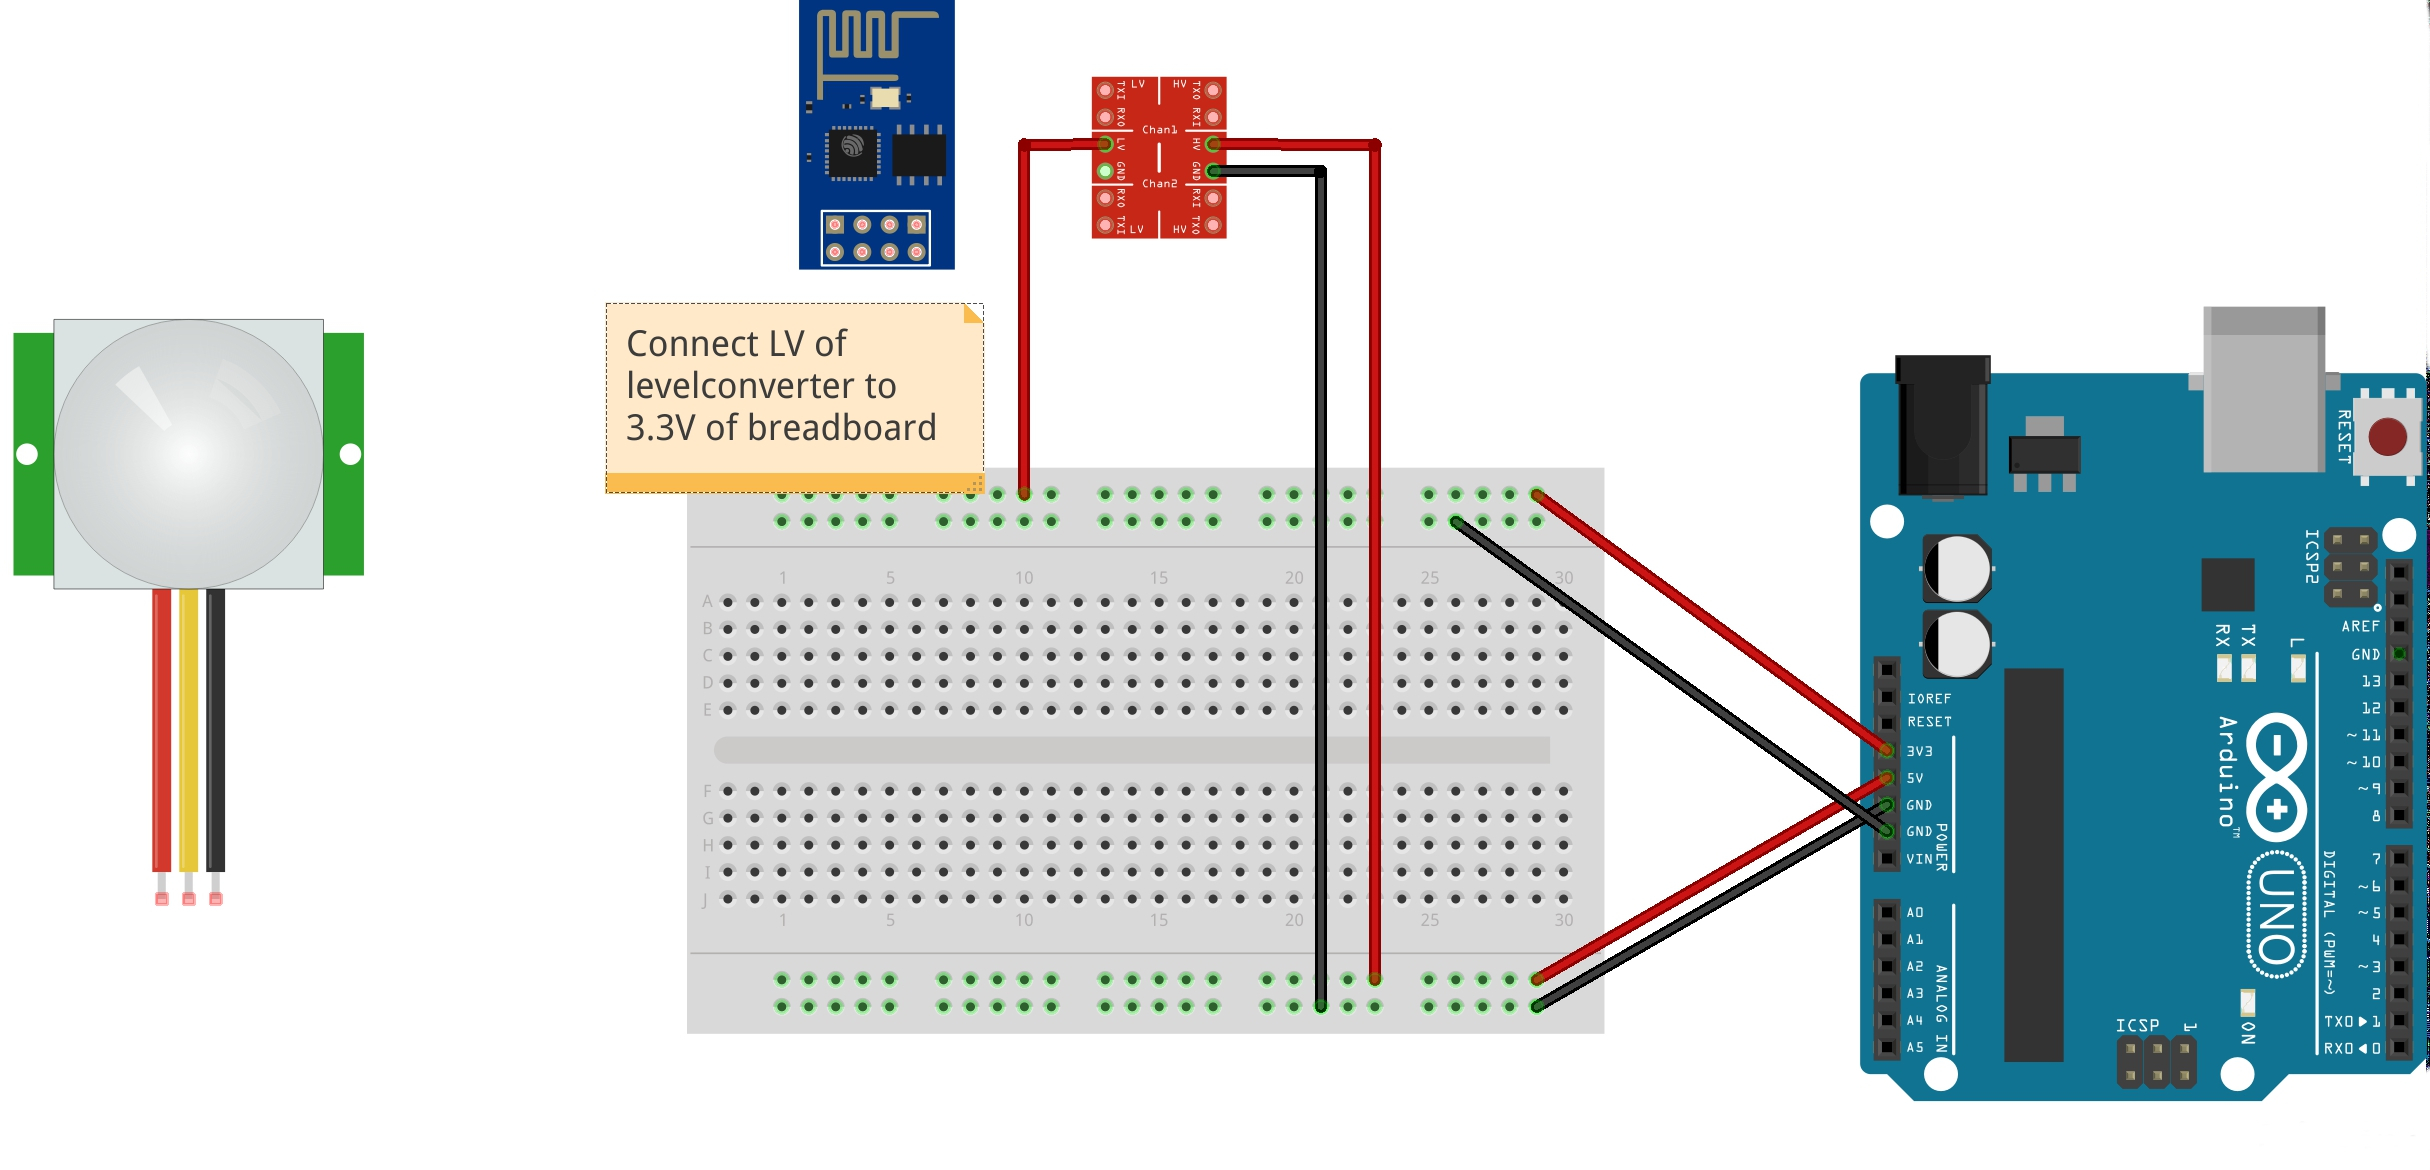 TXI LV HV TXO
RXO RXI
Chan1
LV HV
GND GND
Chan2
RXO RXI
TXI LV HV TXO
Connect LV of
levelconverter to
3.3V of breadboard
1 5 10 15 20 25 30
A
B
C
D
E
F
G
H
I
J
1 5 10 15 20 25 30
RESET
ICSP2
IOREF
RESET
3V3
5V
GND
GND
VIN
POWER
A0
A1
A2
A3
A4
A5
ANALOG IN
RX
TX
L
Arduino™
UNO
ON
ICSP 1
AREF
GND
13
12
~11
~10
~9
8
7
~6
~5
4
~3
2
TX0▶1
RX0◀0
DIGITAL (PWM=~)